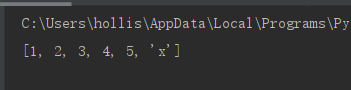 C:\Users\hollis\AppData\Local\Programs\Py
[1, 2, 3, 4, 5, 'x']